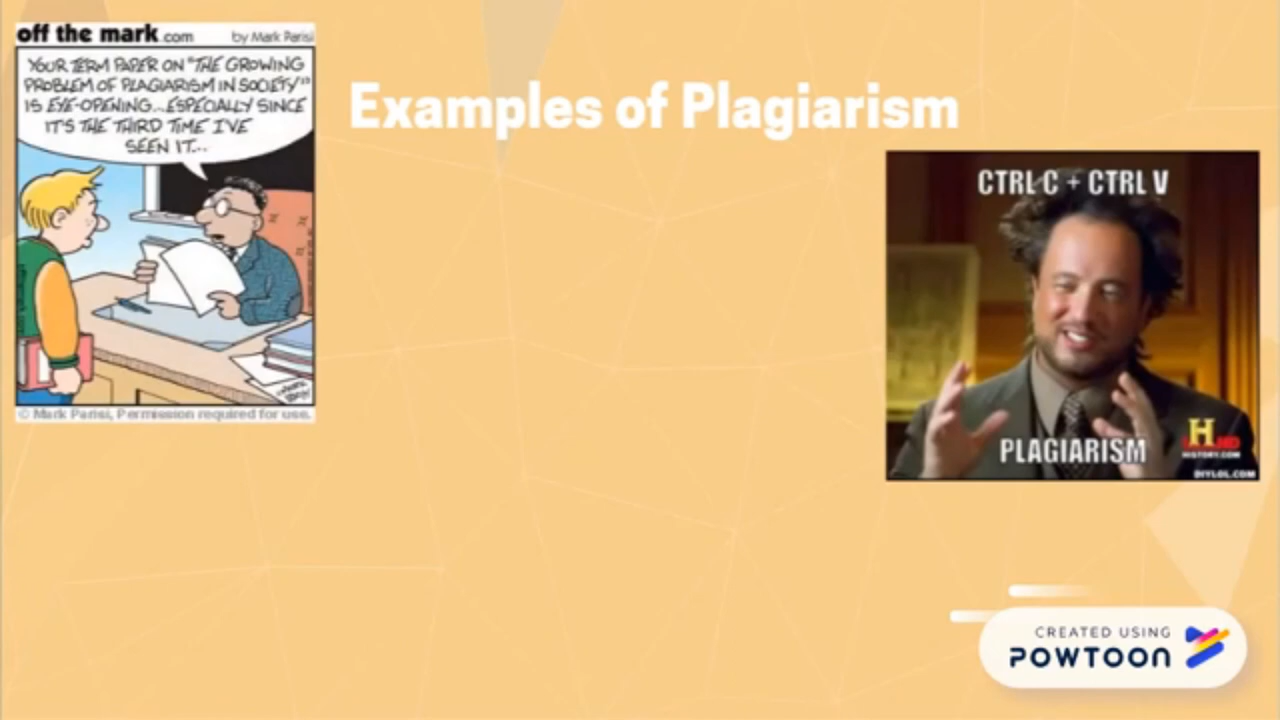 off the mark.com by Mark Parisi
YOUR TERM PAPER ON "THE GROWING
PROBLEM OF PLAGIARISM IN SOCIETY"
IS EYE-OPENING...ESPECIALLY SINCE
IT'S THE THIRD TIME I'VE
SEEN IT...
© Mark Parisi, Permission required for use.
Examples of Plagiarism
CTRL C + CTRL V
PLAGIARISM
H
HISTORY.COM
DIYLOL.COM
CREATED USING
POWTOON